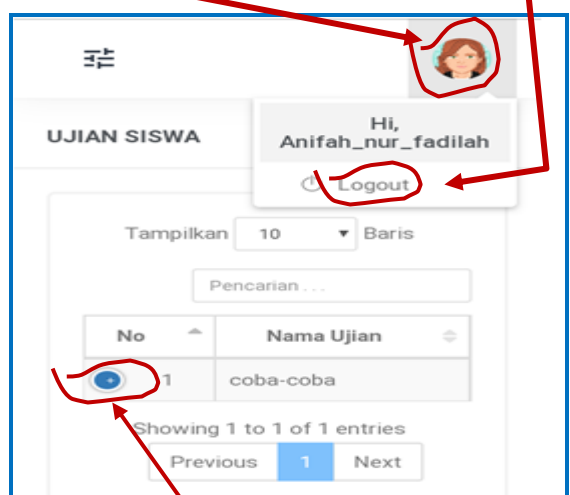 Hi,
Anifah_nur_fadilah
UJIAN SISWA
Logout
Tampilkan 10 Baris
Pencarian . . .
No Nama Ujian
1 coba-coba
Showing 1 to 1 of 1 entries
Previous 1 Next